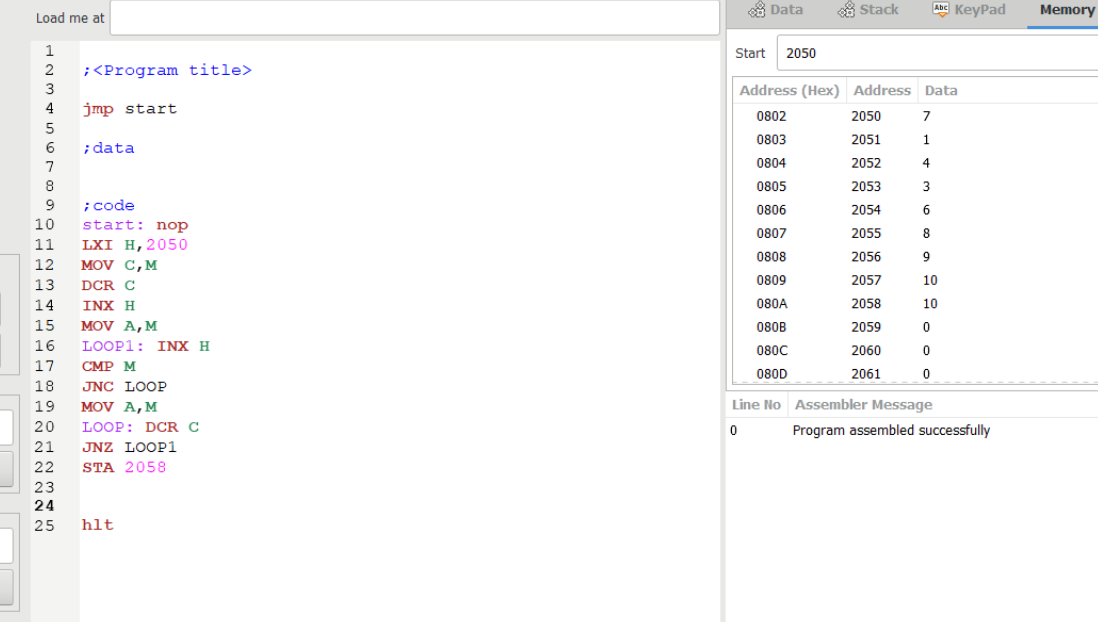 Load me at
1
2 ;<Program title>
3
4 jmp start
5
6 ;data
7
8
9 ;code
10 start: nop
11 LXI H,2050
12 MOV C,M
13 DCR C
14 INX H
15 MOV A,M
16 LOOP1: INX H
17 CMP M
18 JNC LOOP
19 MOV A,M
20 LOOP: DCR C
21 JNZ LOOP1
22 STA 2058
23
24
25 hlt
Data Stack Abc KeyPad Memory
Start 2050
Address (Hex) Address Data
0802 2050 7
0803 2051 1
0804 2052 4
0805 2053 3
0806 2054 6
0807 2055 8
0808 2056 9
0809 2057 10
080A 2058 10
080B 2059 0
080C 2060 0
080D 2061 0
Line No Assembler Message
0 Program assembled successfully